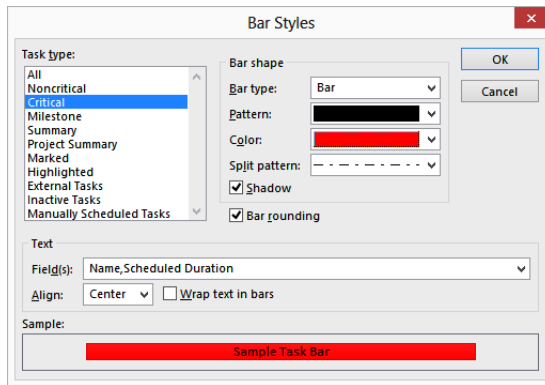 Bar Styles
Task type:
All
Noncritical
Critical
Milestone
Summary
Project Summary
Marked
Highlighted
External Tasks
Inactive Tasks
Manually Scheduled Tasks
Bar shape
Bar type: Bar
Pattern:
Color:
Split pattern:
Shadow
Bar rounding
OK
Cancel
Text
Field(s): Name,Scheduled Duration
Align: Center Wrap text in bars
Sample:
Sample Task Bar